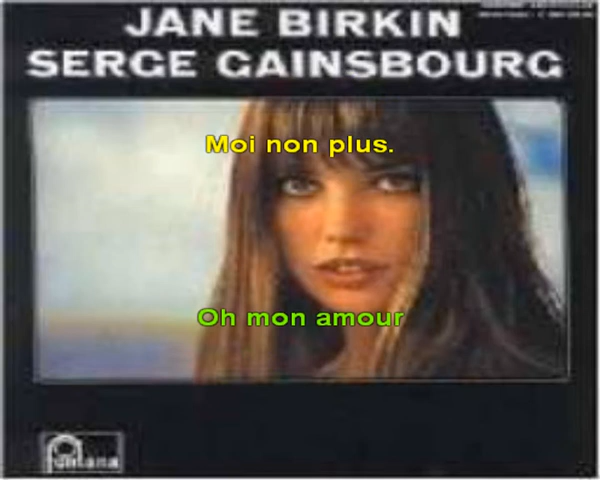 JANE BIRKIN
SERGE GAINSBOURG
Moi non plus.
Oh mon amour
Fontana